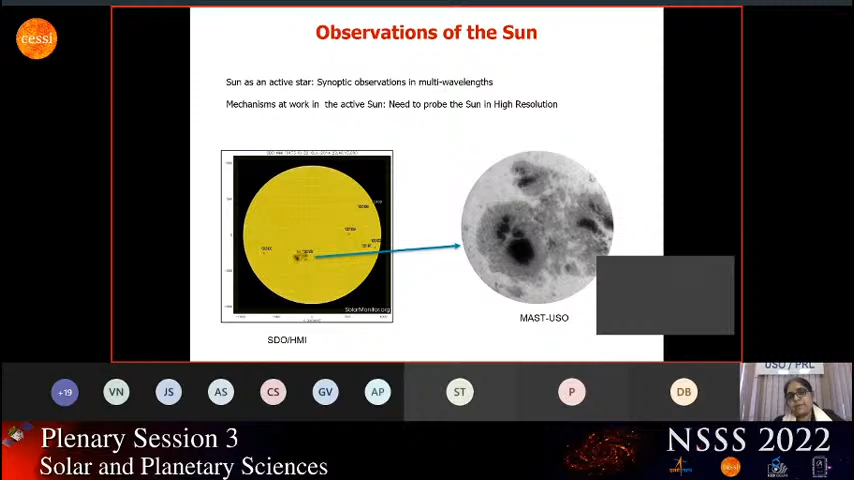 cessi
Observations of the Sun
Sun as an active star: Synoptic observations in multi-wavelengths
Mechanisms at work in the active Sun: Need to probe the Sun in High Resolution
SolarMonitor.org
SDO/HMI
MAST-USO
USO / PRL
+19
VN
JS
AS
CS
GV
AP
ST
P
DB
Plenary Session 3
Solar and Planetary Sciences
NSSS 2022
cessi